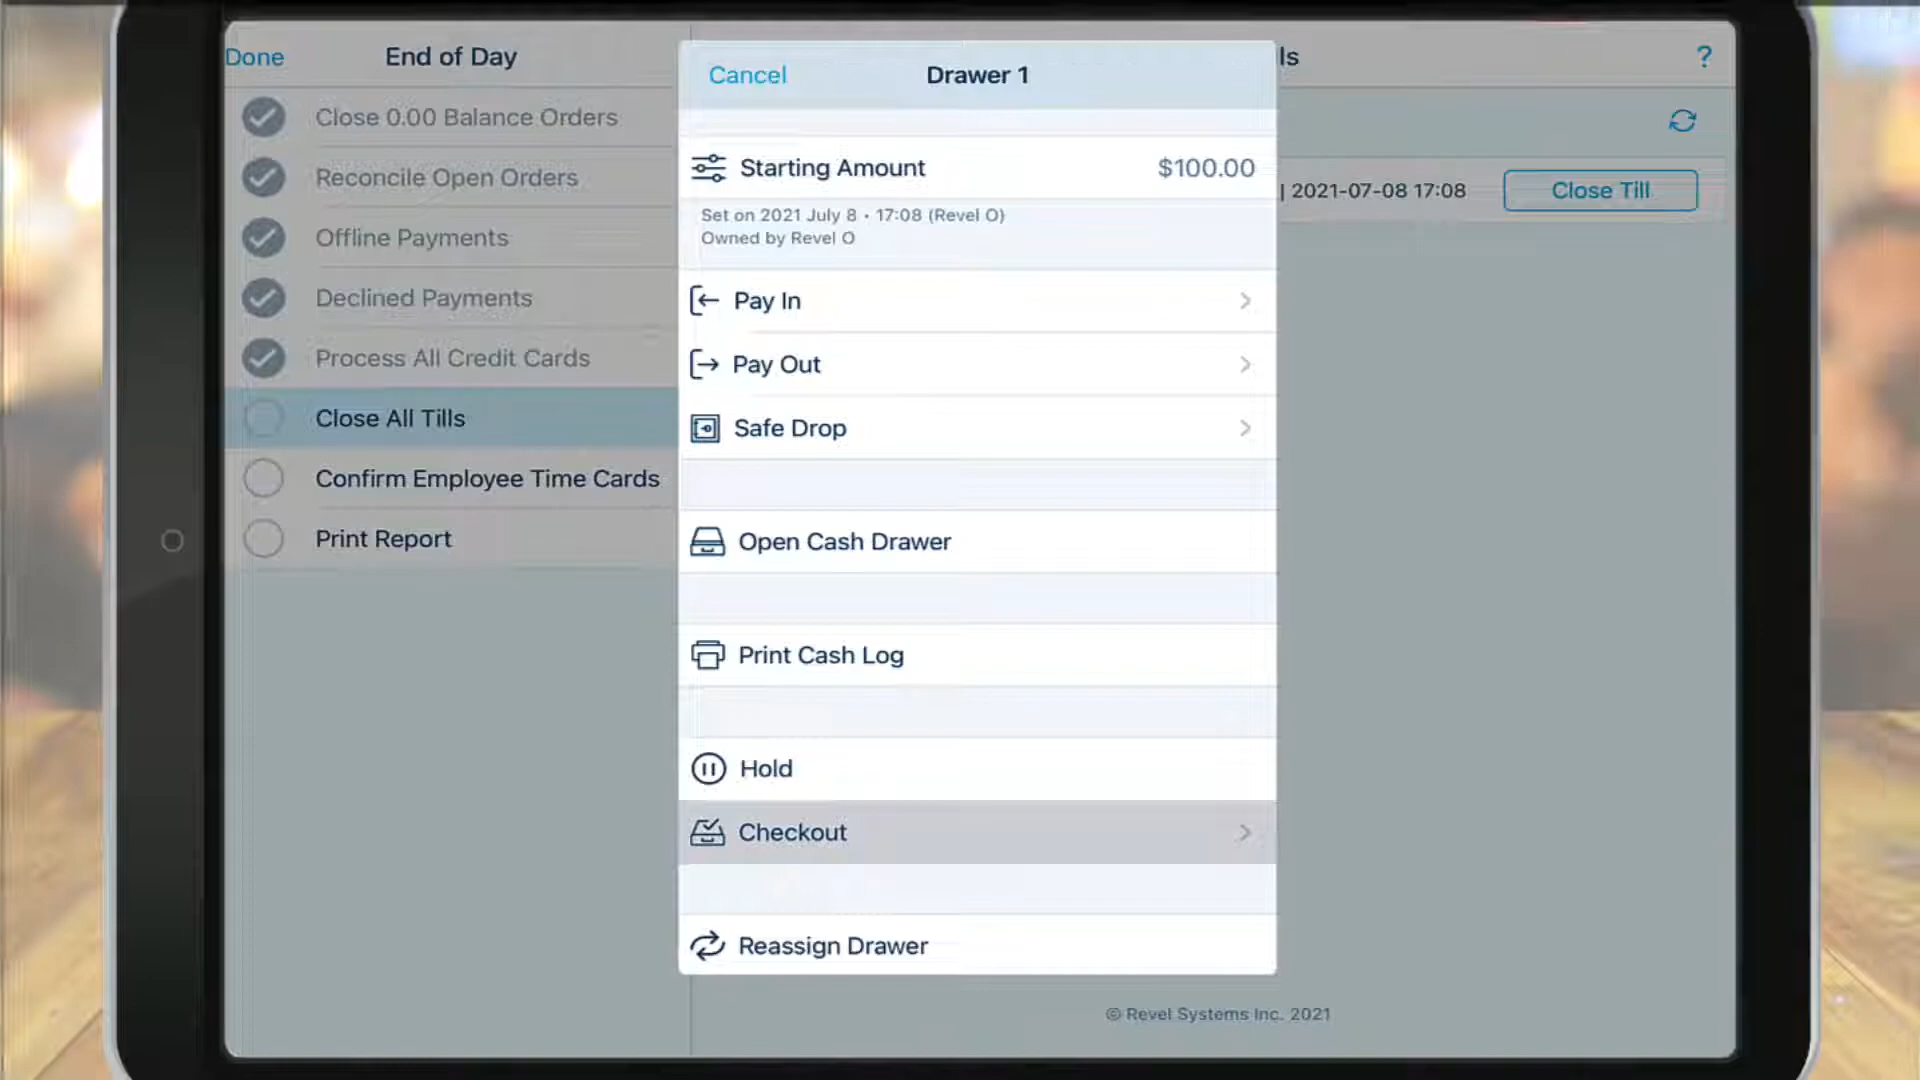 Done
End of Day
Close 0.00 Balance Orders
Reconcile Open Orders
Offline Payments
Declined Payments
Process All Credit Cards
Close All Tills
Confirm Employee Time Cards
Print Report
Cancel
Drawer 1
Starting Amount
$100.00
Set on 2021 July 8 • 17:08 (Revel O)
Owned by Revel O
Pay In
Pay Out
Safe Drop
Open Cash Drawer
Print Cash Log
Hold
Checkout
Reassign Drawer
ls
?
| 2021-07-08 17:08
Close Till
© Revel Systems Inc. 2021